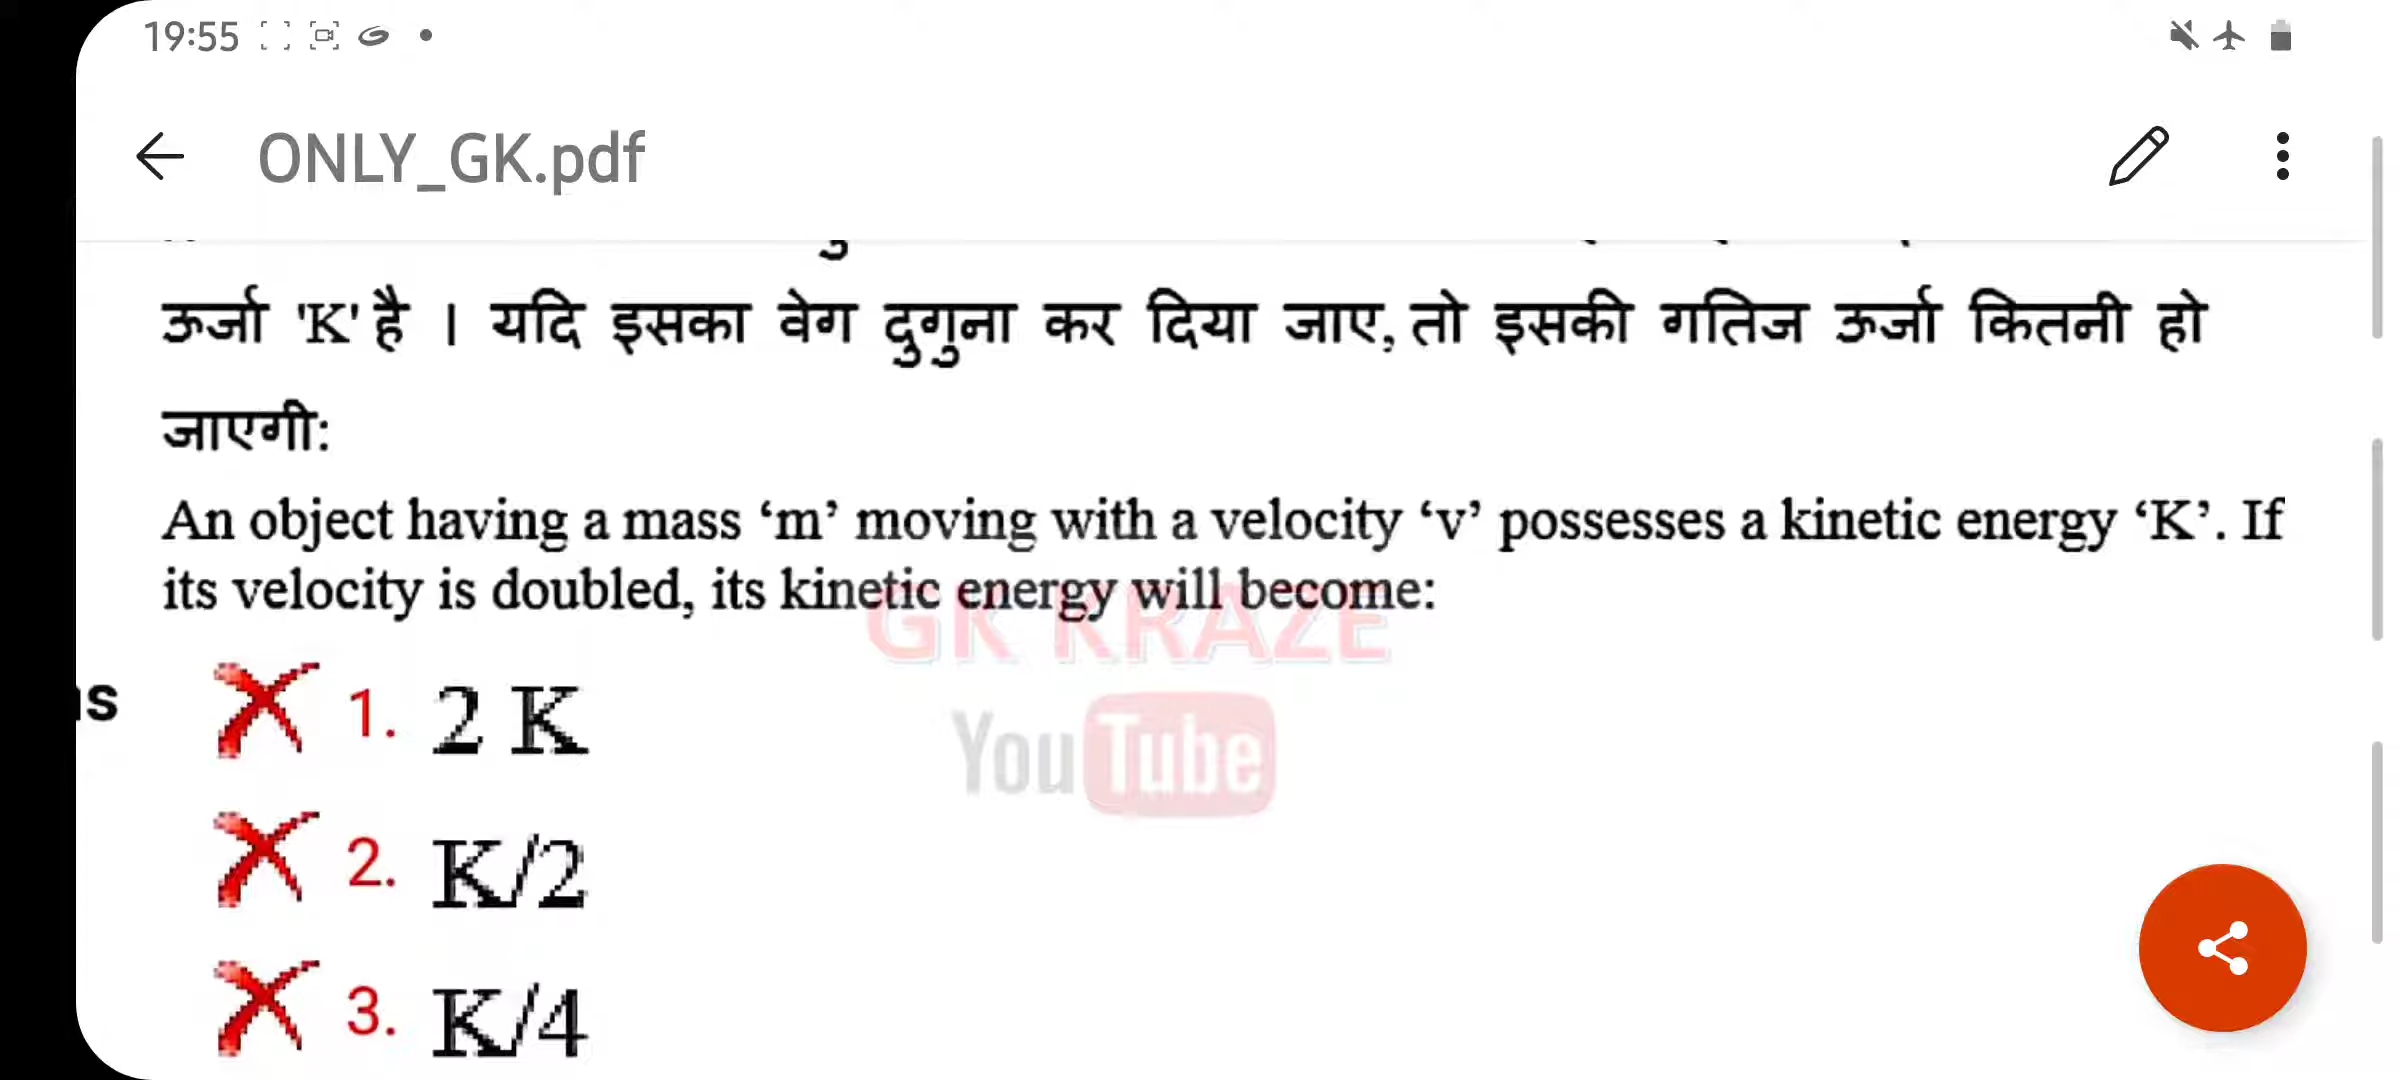 19:55
ONLY_GK.pdf
ऊर्जा 'K' है । यदि इसका वेग दुगुना कर दिया जाए, तो इसकी गतिज ऊर्जा कितनी हो
जाएगी:
An object having a mass ‘m’ moving with a velocity ‘v’ possesses a kinetic energy ‘K’. If
its velocity is doubled, its kinetic energy will become:
GK KRAZE
YouTube
1. 2 K
2. K/2
3. K/4